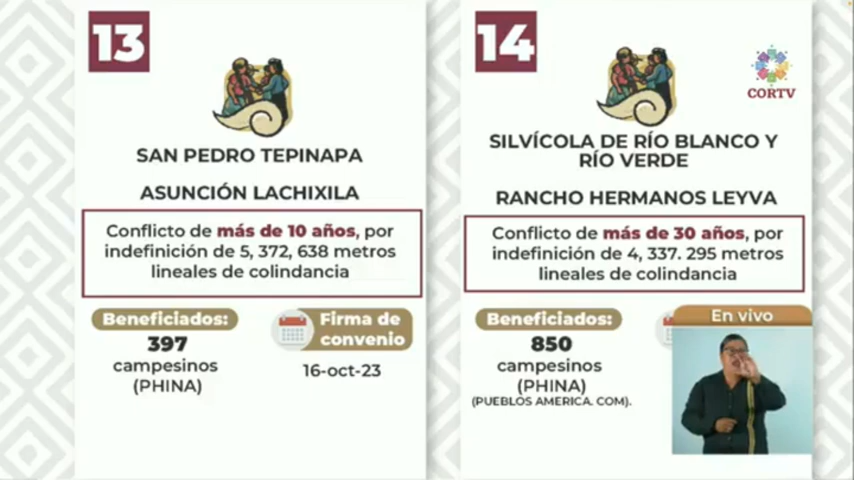 13
SAN PEDRO TEPINAPA
ASUNCIÓN LACHIXILA
Conflicto de más de 10 años, por
indefinición de 5, 372, 638 metros
lineales de colindancia
Beneficiados:
397
campesinos
(PHINA)
Firma de
convenio
16-oct-23
14
CORTV
SILVÍCOLA DE RÍO BLANCO Y
RÍO VERDE
RANCHO HERMANOS LEYVA
Conflicto de más de 30 años, por
indefinición de 4, 337. 295 metros
lineales de colindancia
Beneficiados:
850
campesinos
(PHINA)
(PUEBLOS AMERICA. COM).
En vivo